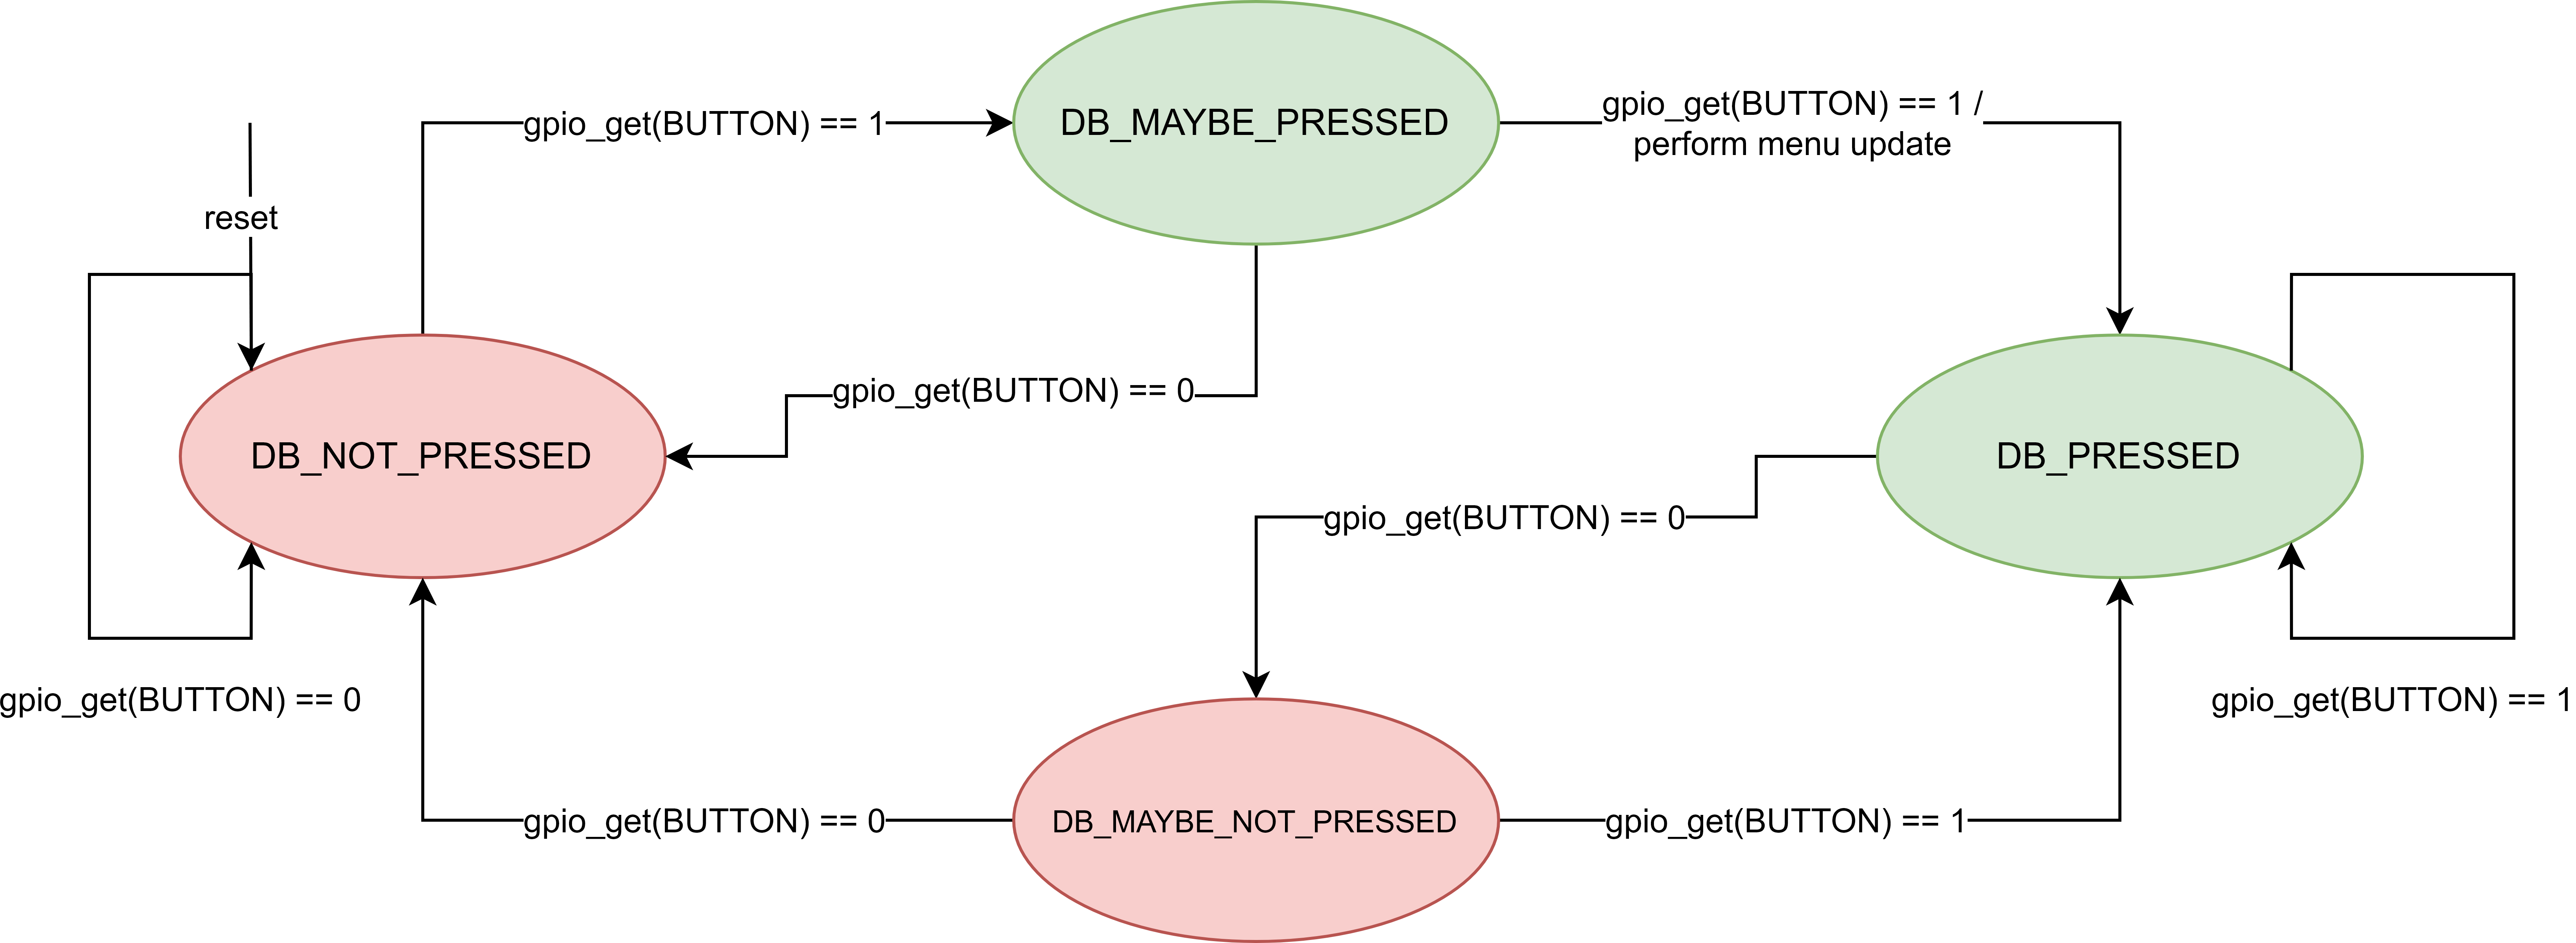 gpio_get(BUTTON) == 1
DB_MAYBE_PRESSED
gpio_get(BUTTON) == 1 /
perform menu update
reset
gpio_get(BUTTON) == 0
DB_NOT_PRESSED
DB_PRESSED
gpio_get(BUTTON) == 0
gpio_get(BUTTON) == 0
gpio_get(BUTTON) == 1
gpio_get(BUTTON) == 0
DB_MAYBE_NOT_PRESSED
gpio_get(BUTTON) == 1